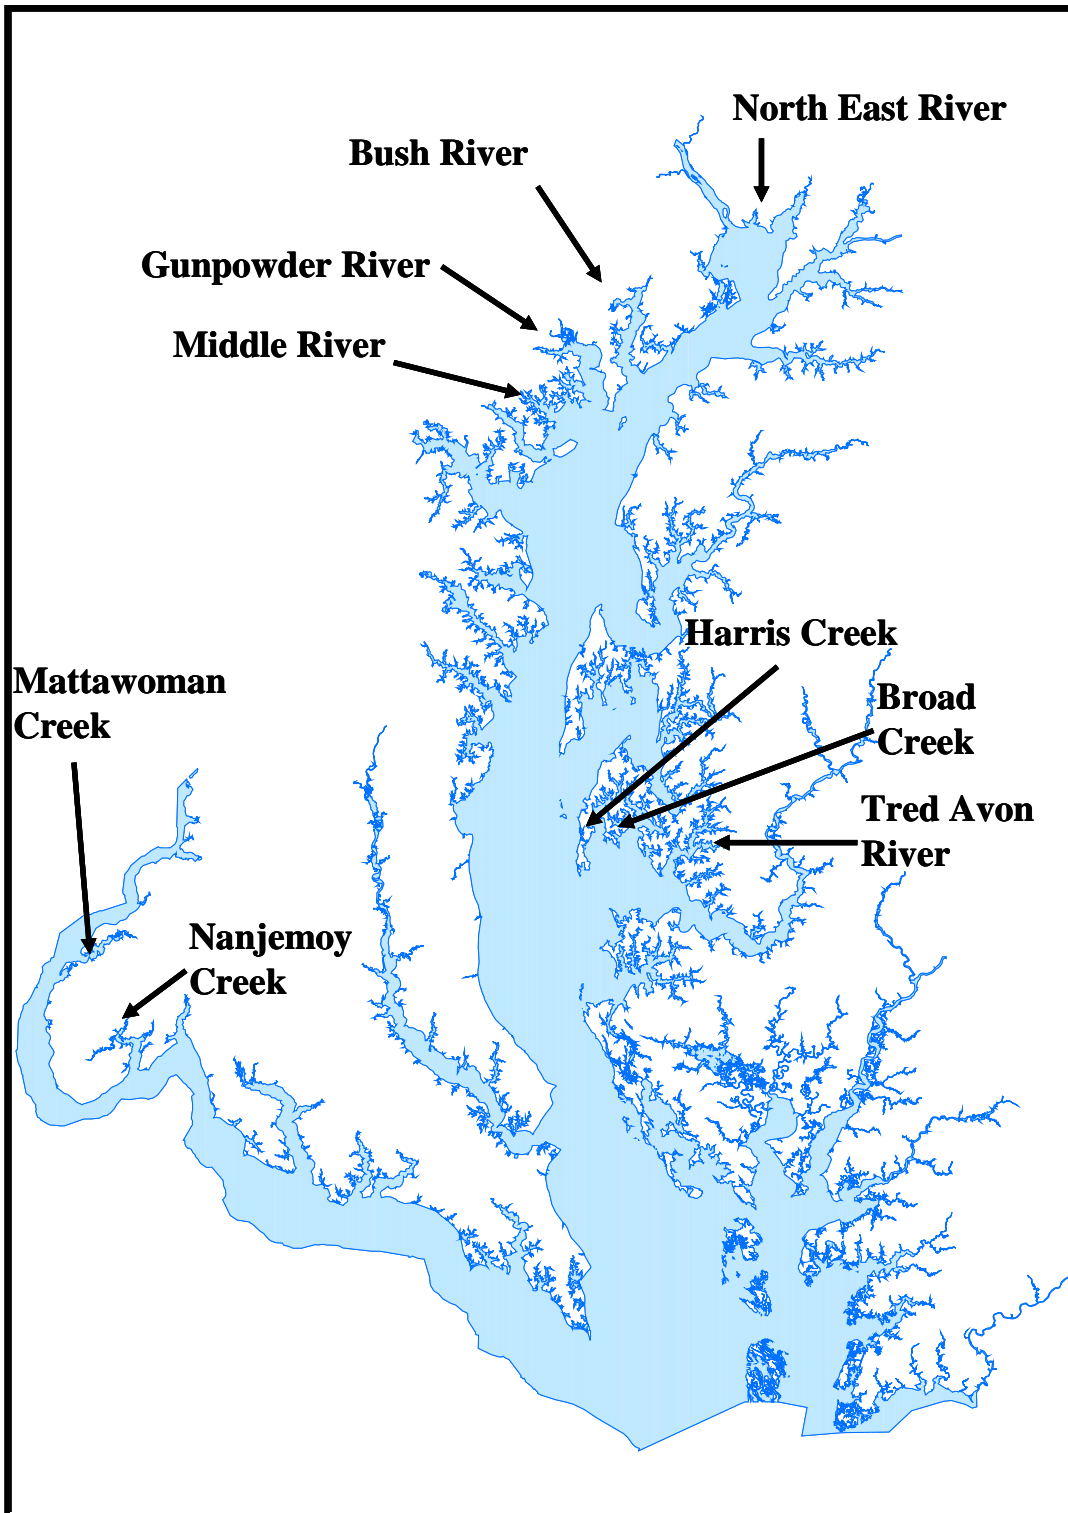 North East River
Bush River
Gunpowder River
Middle River
Harris Creek
Mattawoman
Creek
Broad
Creek
Tred Avon
River
Nanjemoy
Creek